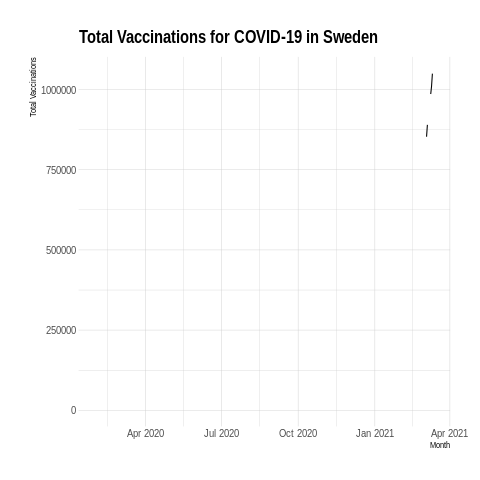 Total Vaccinations for COVID-19 in Sweden
Total Vaccinations
1000000
750000
500000
250000
0
Apr 2020 Jul 2020 Oct 2020 Jan 2021 Apr 2021
Month